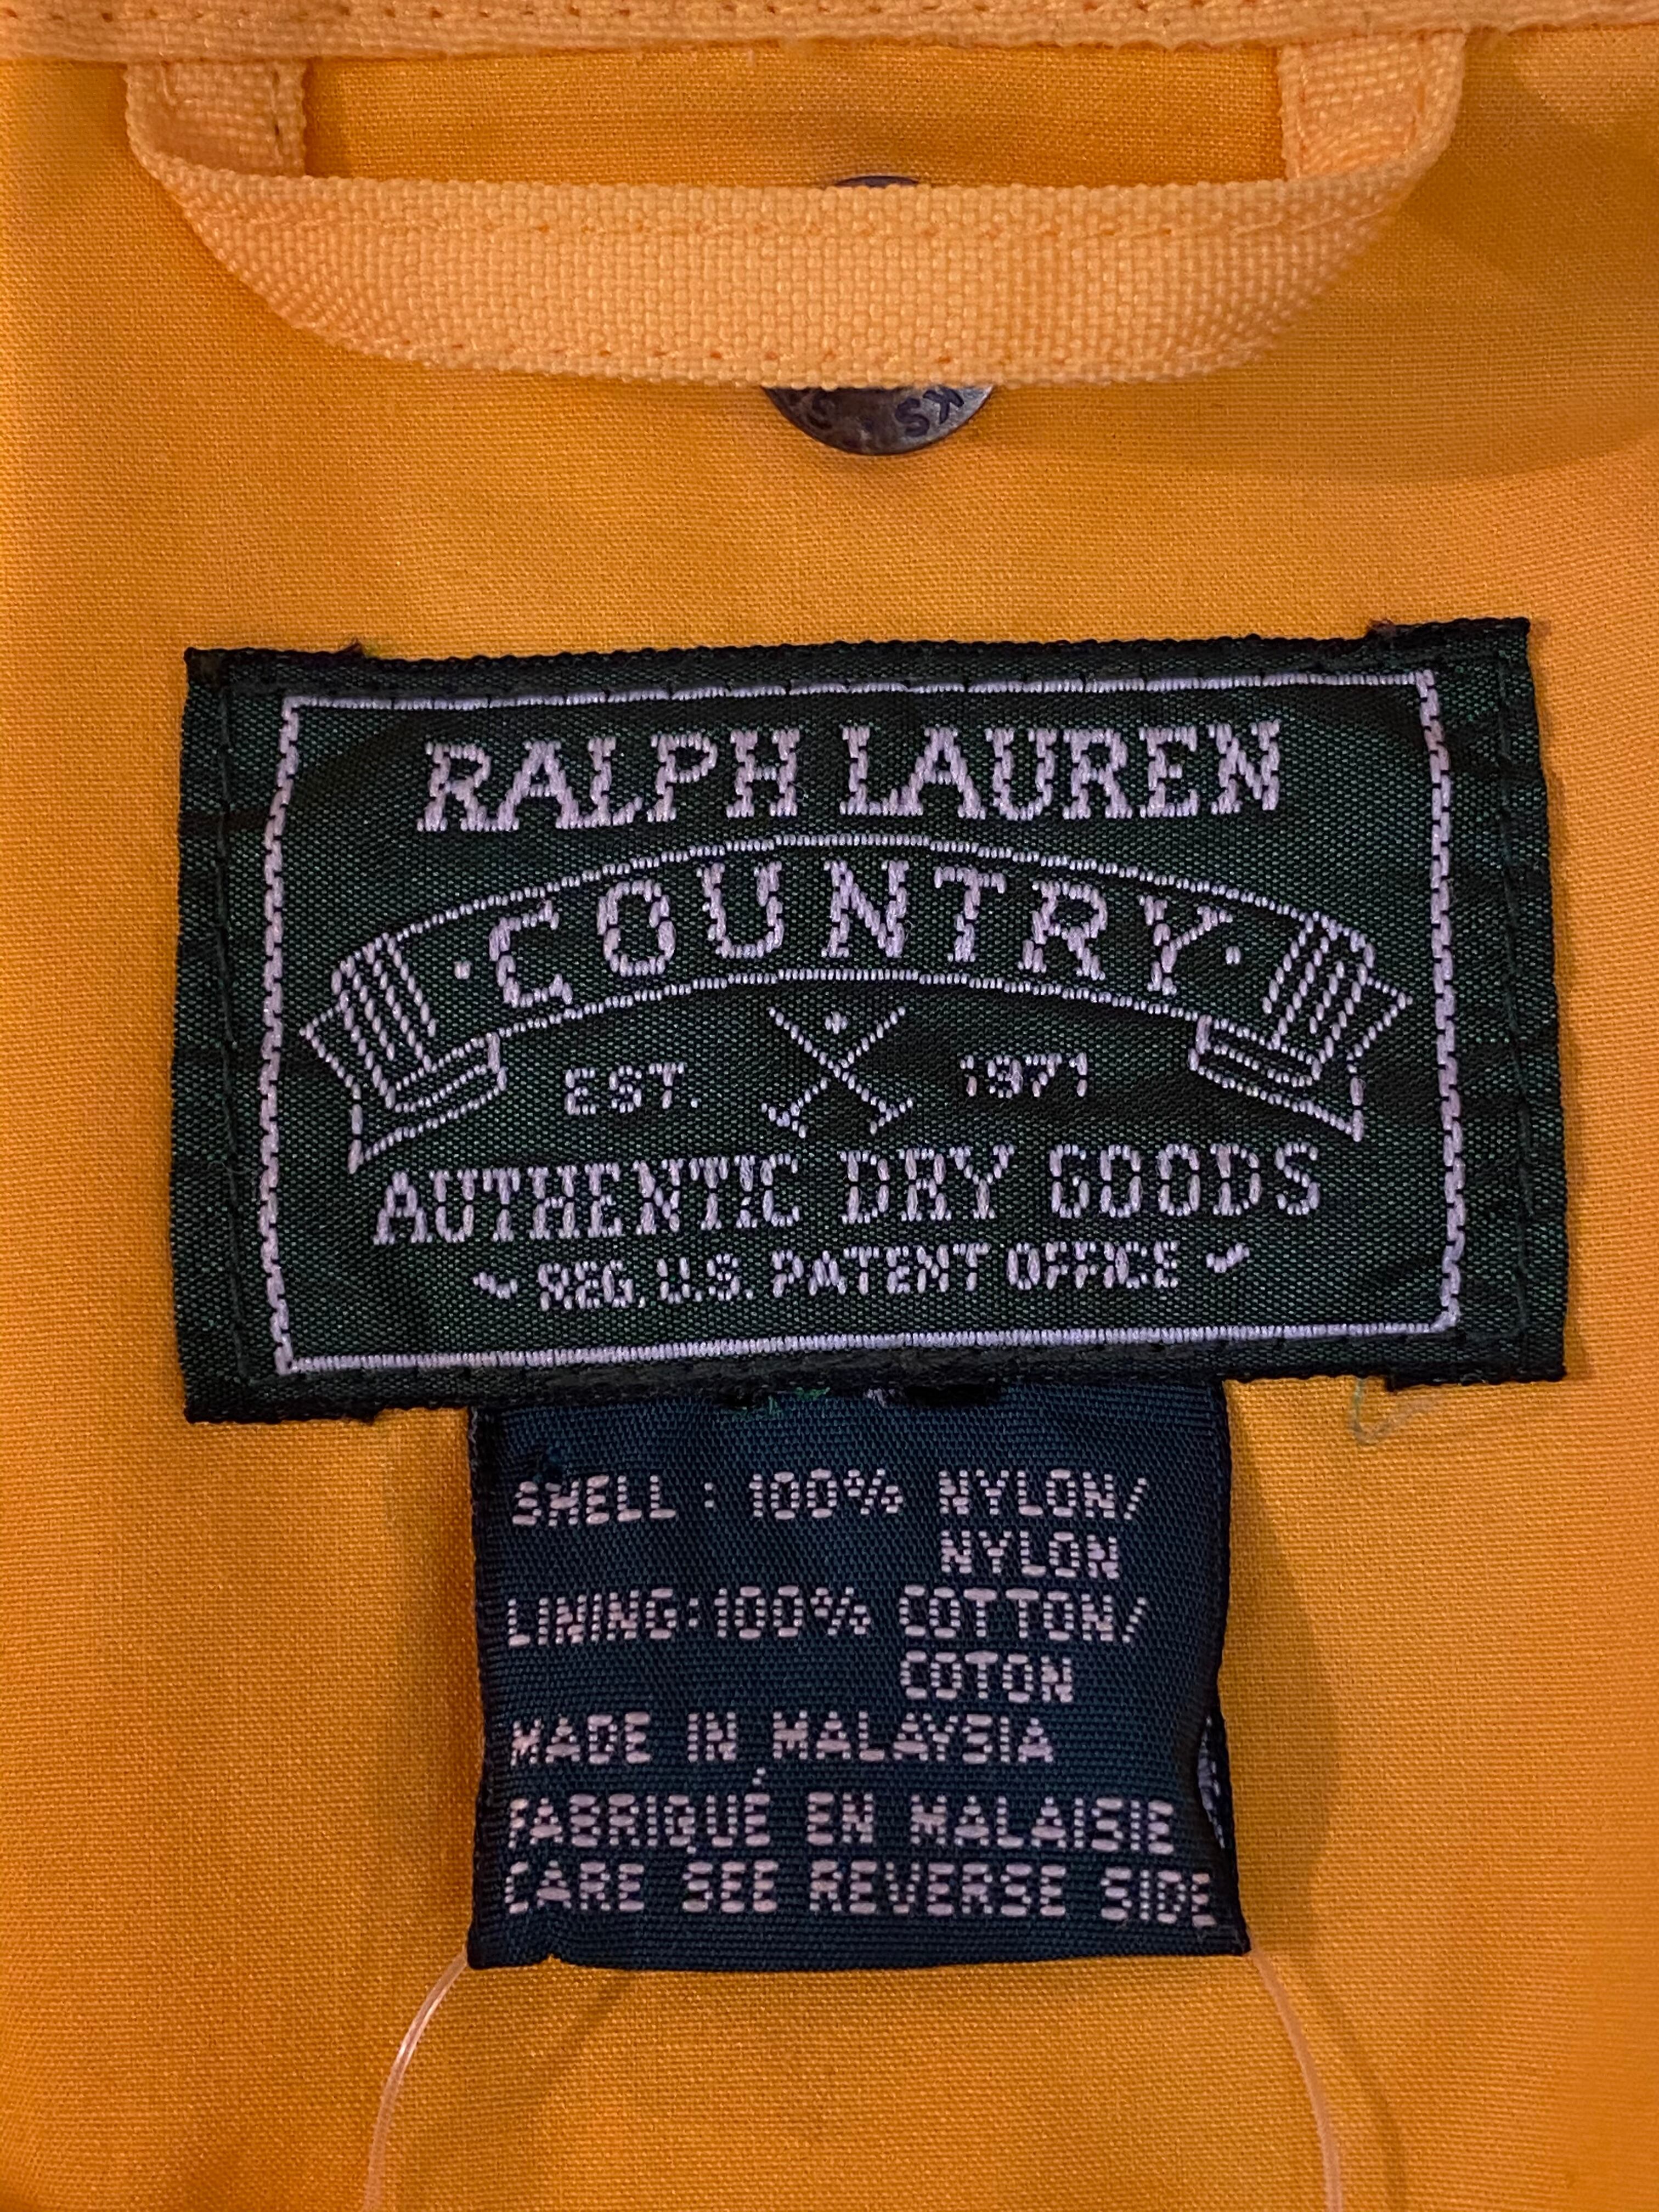 RALPH LAUREN
· COUNTRY ·
EST. 1971
AUTHENTIC DRY GOODS
~ REG. U.S. PATENT OFFICE ~
SHELL : 100% NYLON/
NYLON
LINING: 100% COTTON/
COTON
MADE IN MALAYSIA
FABRIQUÉ EN MALAISIE
CARE SEE REVERSE SIDE